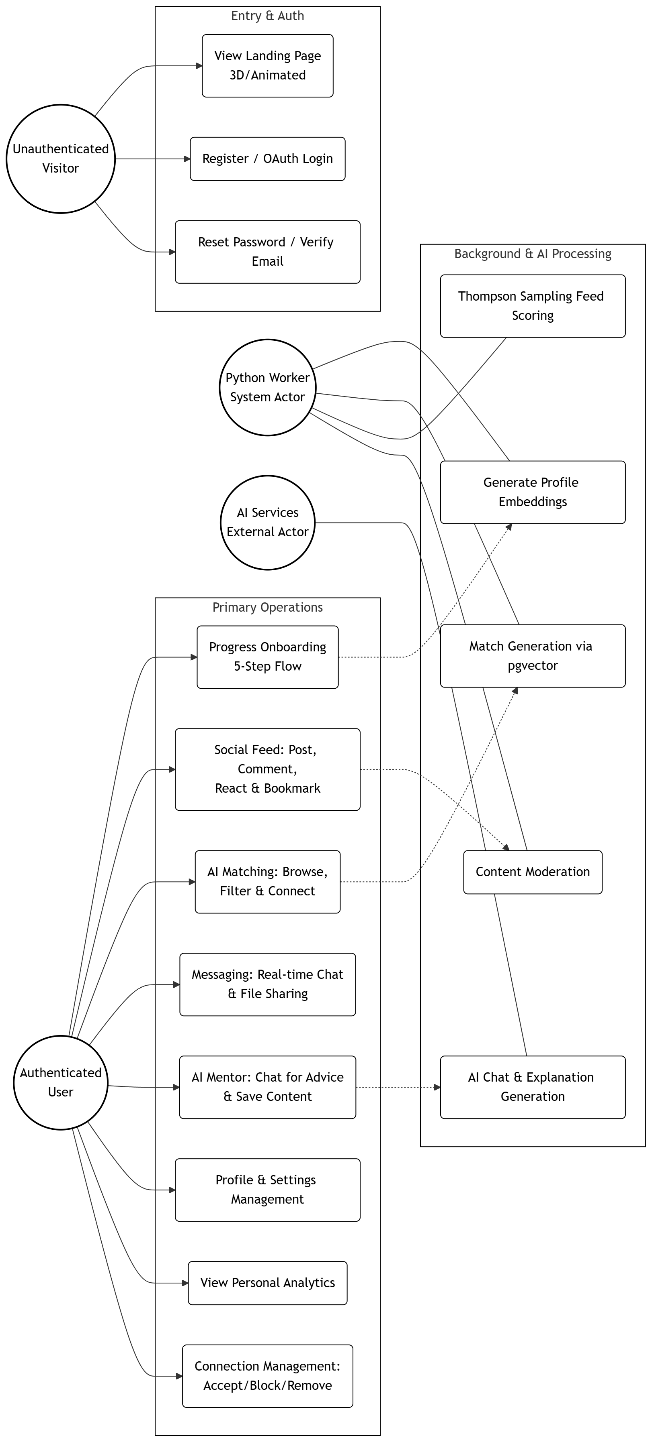 Entry & Auth
View Landing Page
3D/Animated
Unauthenticated
Visitor
Register / OAuth Login
Reset Password / Verify
Email
Background & AI Processing
Thompson Sampling Feed
Scoring
Python Worker
System Actor
Generate Profile
Embeddings
AI Services
External Actor
Primary Operations
Progress Onboarding
5-Step Flow
Match Generation via
pgvector
Social Feed: Post,
Comment,
React & Bookmark
AI Matching: Browse,
Filter & Connect
Content Moderation
Messaging: Real-time Chat
& File Sharing
Authenticated
User
AI Mentor: Chat for Advice
& Save Content
AI Chat & Explanation
Generation
Profile & Settings
Management
View Personal Analytics
Connection Management:
Accept/Block/Remove